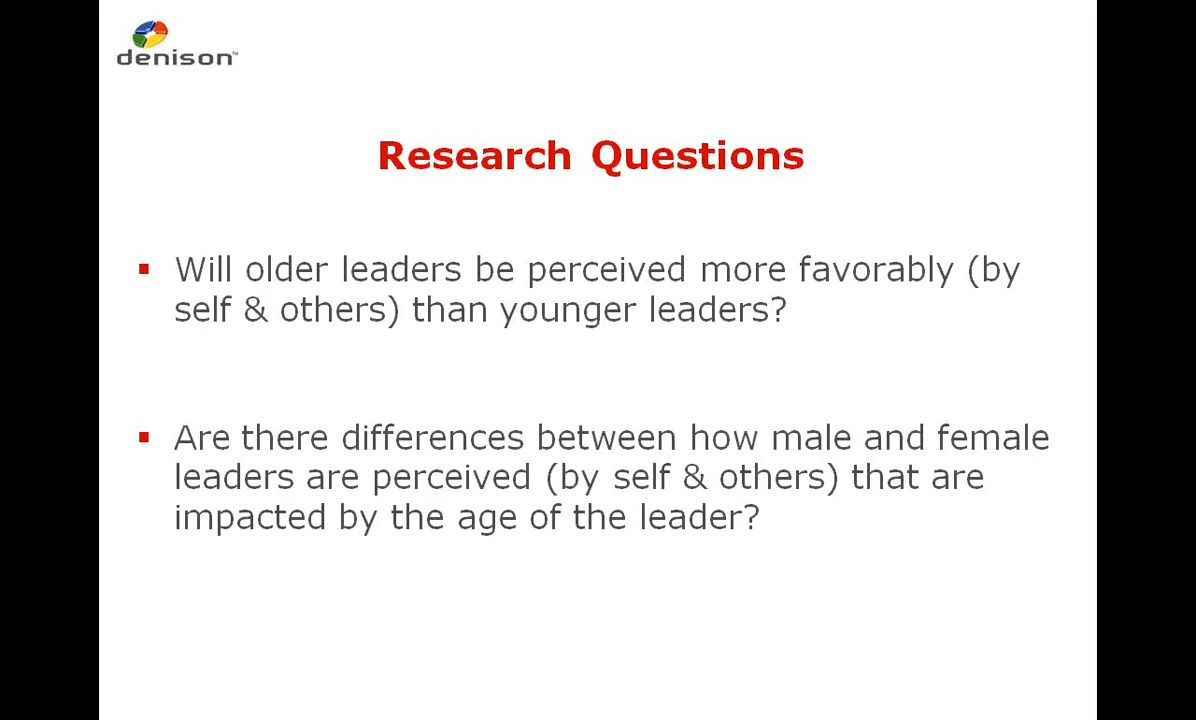 denison™
Research Questions
▪ Will older leaders be perceived more favorably (by
self & others) than younger leaders?
▪ Are there differences between how male and female
leaders are perceived (by self & others) that are
impacted by the age of the leader?